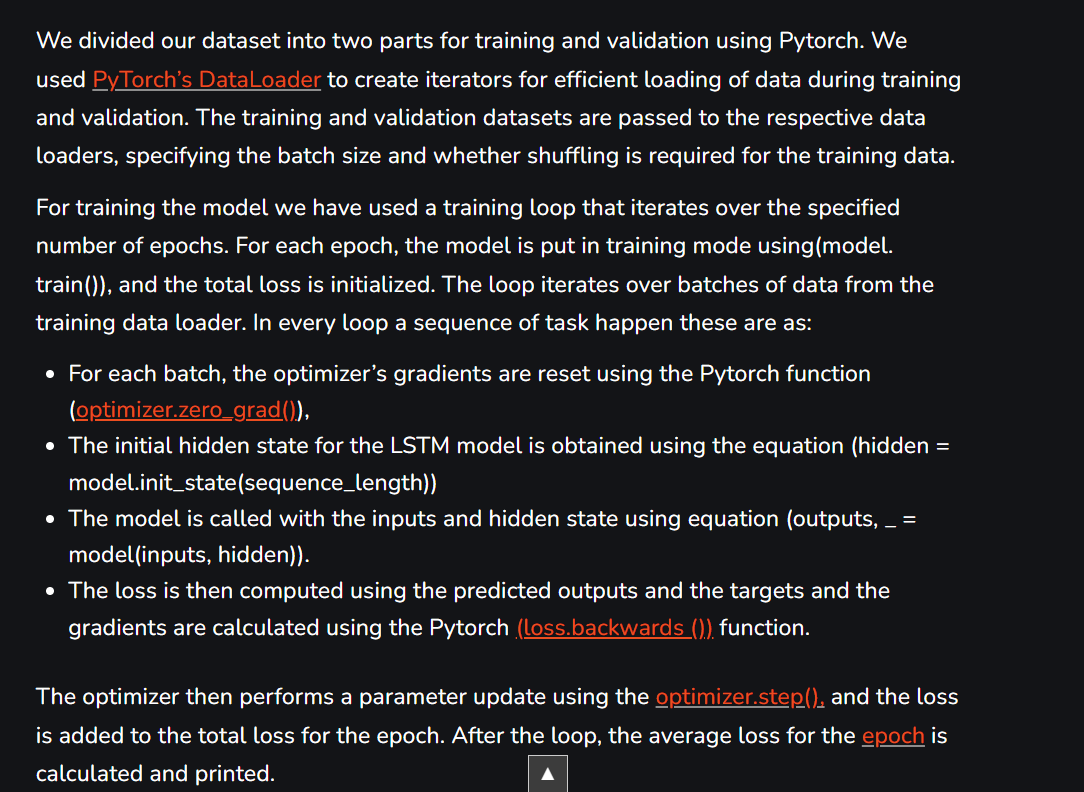 We divided our dataset into two parts for training and validation using Pytorch. We
used PyTorch’s DataLoader to create iterators for efficient loading of data during training
and validation. The training and validation datasets are passed to the respective data
loaders, specifying the batch size and whether shuffling is required for the training data.
For training the model we have used a training loop that iterates over the specified
number of epochs. For each epoch, the model is put in training mode using(model.
train()), and the total loss is initialized. The loop iterates over batches of data from the
training data loader. In every loop a sequence of task happen these are as:
• For each batch, the optimizer’s gradients are reset using the Pytorch function
(optimizer.zero_grad()),
• The initial hidden state for the LSTM model is obtained using the equation (hidden =
model.init_state(sequence_length))
• The model is called with the inputs and hidden state using equation (outputs, _ =
model(inputs, hidden)).
• The loss is then computed using the predicted outputs and the targets and the
gradients are calculated using the Pytorch (loss.backwards ()) function.
The optimizer then performs a parameter update using the optimizer.step(), and the loss
is added to the total loss for the epoch. After the loop, the average loss for the epoch is
calculated and printed.